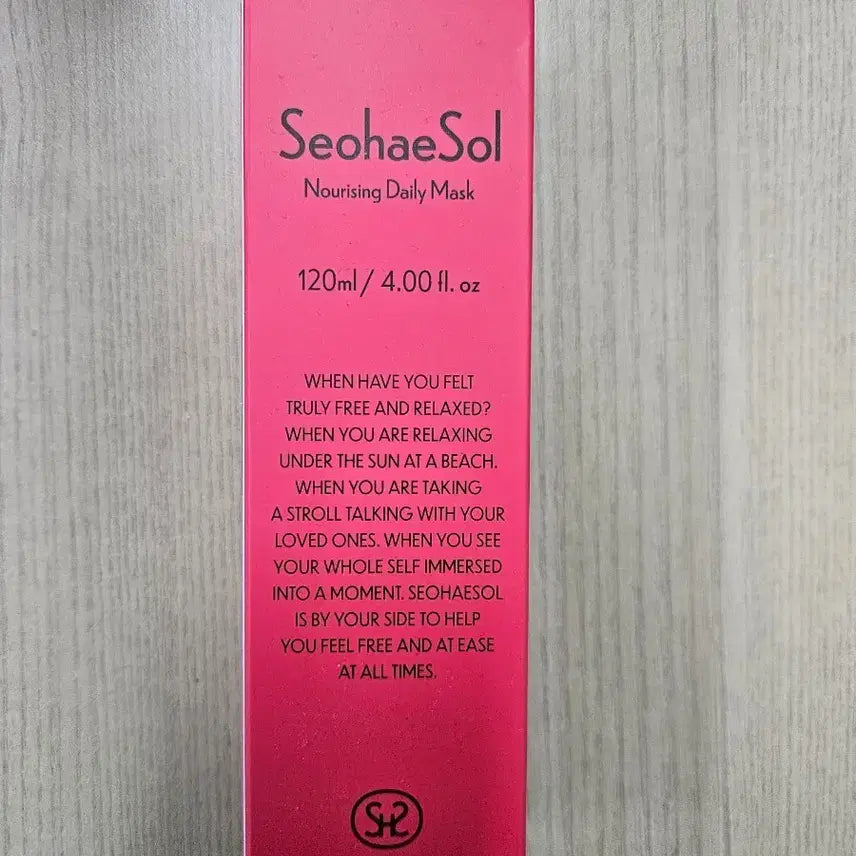 SeohaeSol
Nourising Daily Mask
120ml/ 4.00 fl. oz
WHEN HAVE YOU FELT
TRULY FREE AND RELAXED?
WHEN YOU ARE RELAXING
UNDER THE SUN AT A BEACH.
WHEN YOU ARE TAKING
A STROLL TALKING WITH YOUR
LOVED ONES. WHEN YOU SEE
YOUR WHOLE SELF IMMERSED
INTO A MOMENT. SEOHAESOL
IS BY YOUR SIDE TO HELP
YOU FEEL FREE AND AT EASE
AT ALL TIMES.
SHS